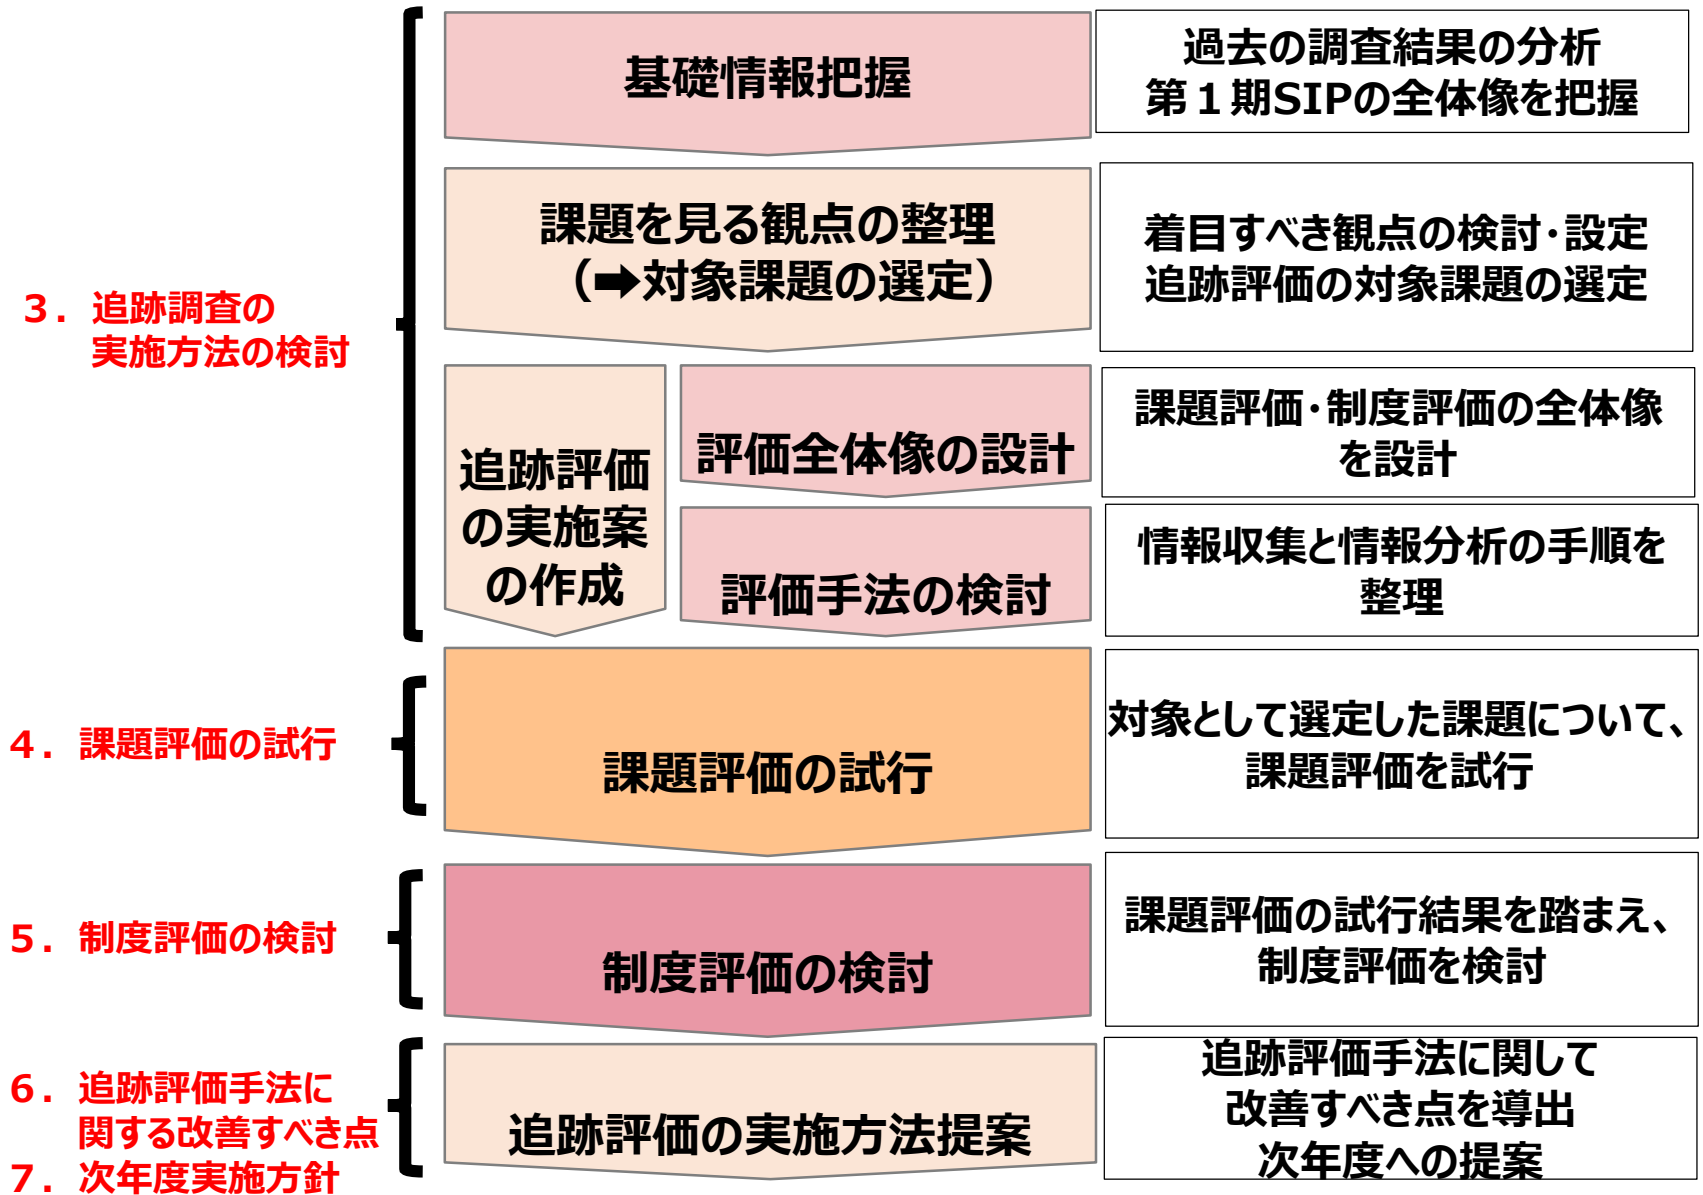 基礎情報把握
過去の調査結果の分析
第１期SIPの全体像を把握
課題を見る観点の整理
（➡対象課題の選定）
着目すべき観点の検討・設定
追跡評価の対象課題の選定
３．追跡調査の
実施方法の検討
追跡評価
の実施案
の作成
評価全体像の設計
課題評価・制度評価の全体像
を設計
評価手法の検討
情報収集と情報分析の手順を
整理
４．課題評価の試行
課題評価の試行
対象として選定した課題について、
課題評価を試行
５．制度評価の検討
制度評価の検討
課題評価の試行結果を踏まえ、
制度評価を検討
６．追跡評価手法に
関する改善すべき点
７．次年度実施方針
追跡評価の実施方法提案
追跡評価手法に関して
改善すべき点を導出
次年度への提案